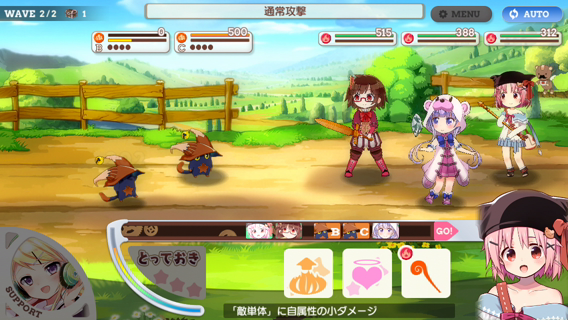 WAVE 2/2 1
通常攻撃
MENU
AUTO
0
B
500
C
515
388
312
B
C
GO!
とっておき
SUPPORT
「敵単体」に自属性の小ダメージ